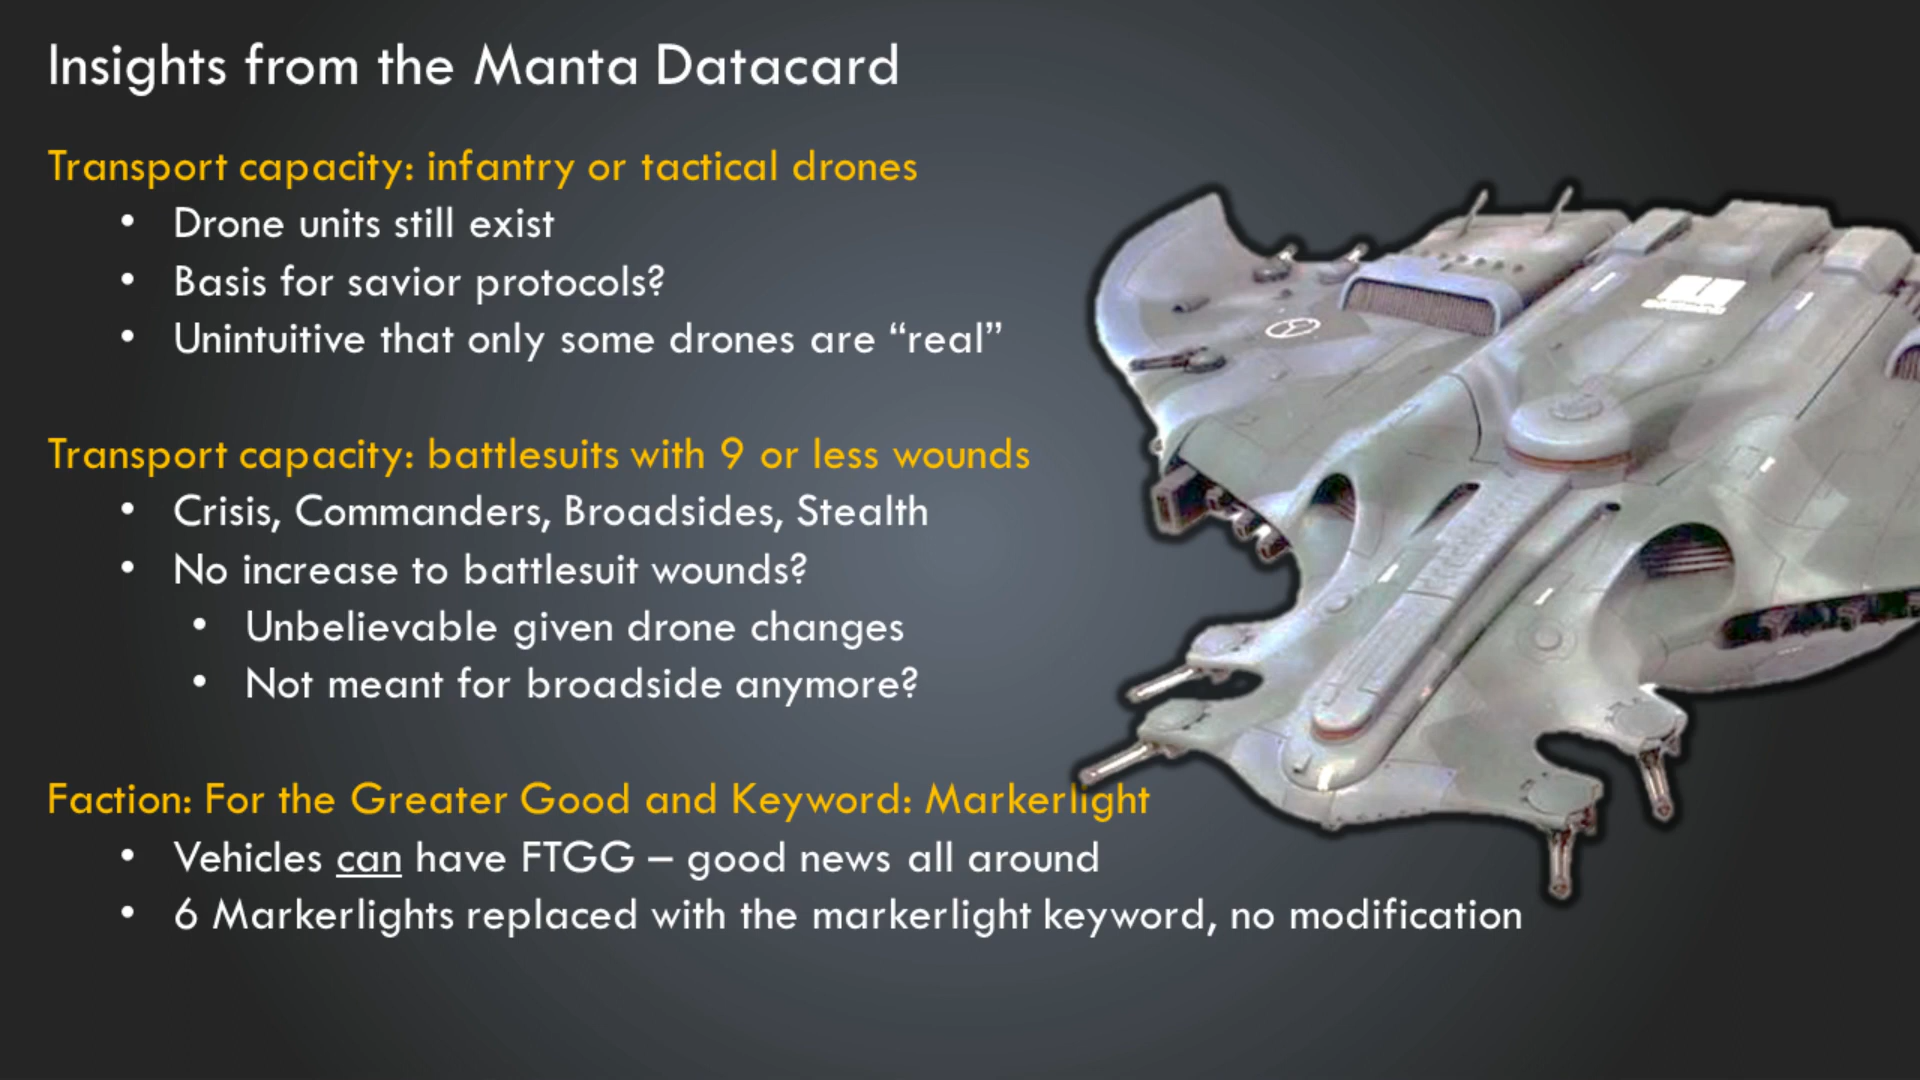 Insights from the Manta Datacard
Transport capacity: infantry or tactical drones
• Drone units still exist
• Basis for savior protocols?
• Unintuitive that only some drones are “real”
Transport capacity: battlesuits with 9 or less wounds
• Crisis, Commanders, Broadsides, Stealth
• No increase to battlesuit wounds?
• Unbelievable given drone changes
• Not meant for broadside anymore?
Faction: For the Greater Good and Keyword: Markerlight
• Vehicles can have FTGG – good news all around
• 6 Markerlights replaced with the markerlight keyword, no modification